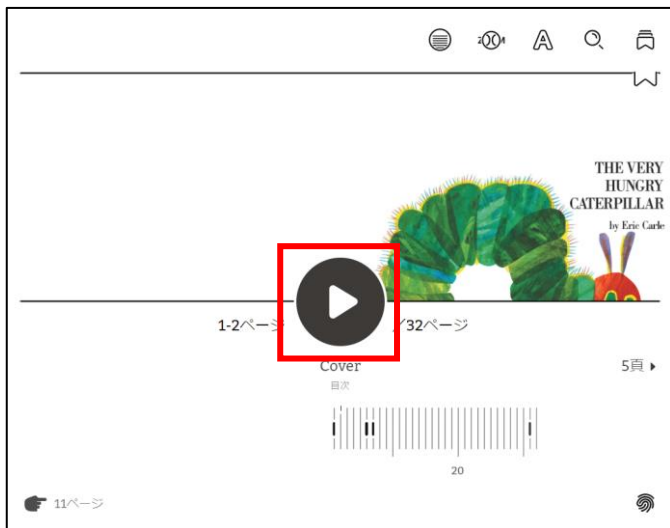 THE VERY
HUNGRY
CATERPILLAR
by Eric Carle
1-2ページ
/32ページ
Cover
5頁
目次
20
11ページ